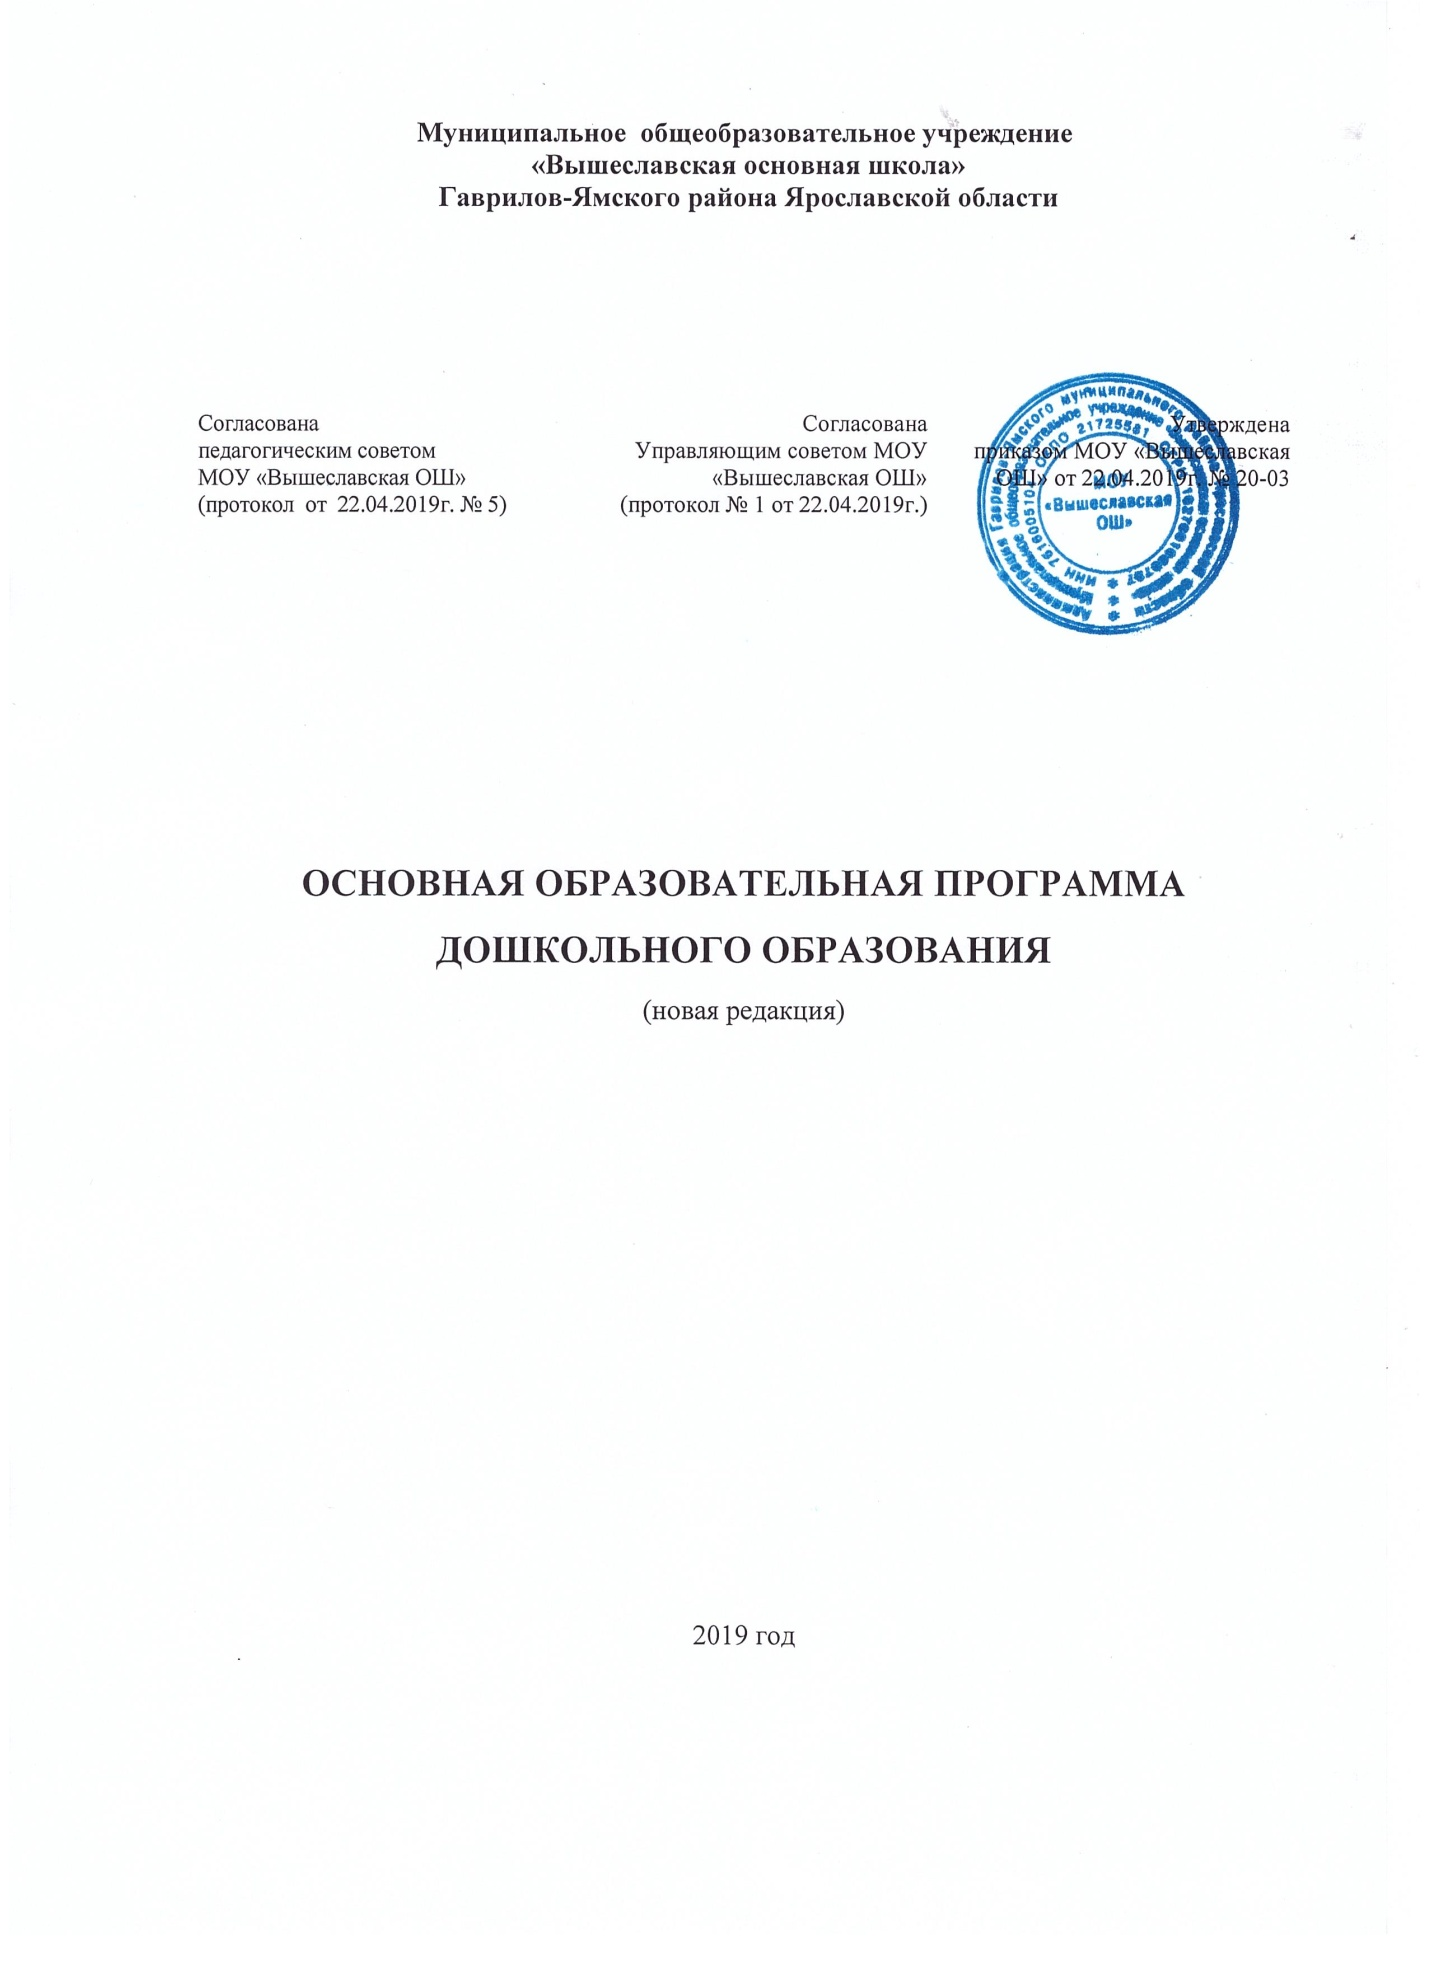 Муниципальное общеобразовательное учреждение
«Вышеславская основная школа»
Гаврилов-Ямского района Ярославской области
Согласована
педагогическим советом
МОУ «Вышеславская ОШ»
(протокол от 22.04.2019г. № 5)
Согласована
Управляющим советом МОУ
«Вышеславская ОШ»
(протокол № 1 от 22.04.2019г.)
Утверждена
приказом МОУ «Вышеславская
ОШ» от 22.04.2019г. № 20-03
МОУ
«Вышеславская
ОШ»
ОСНОВНАЯ ОБРАЗОВАТЕЛЬНАЯ ПРОГРАММА
ДОШКОЛЬНОГО ОБРАЗОВАНИЯ
(новая редакция)
2019 год